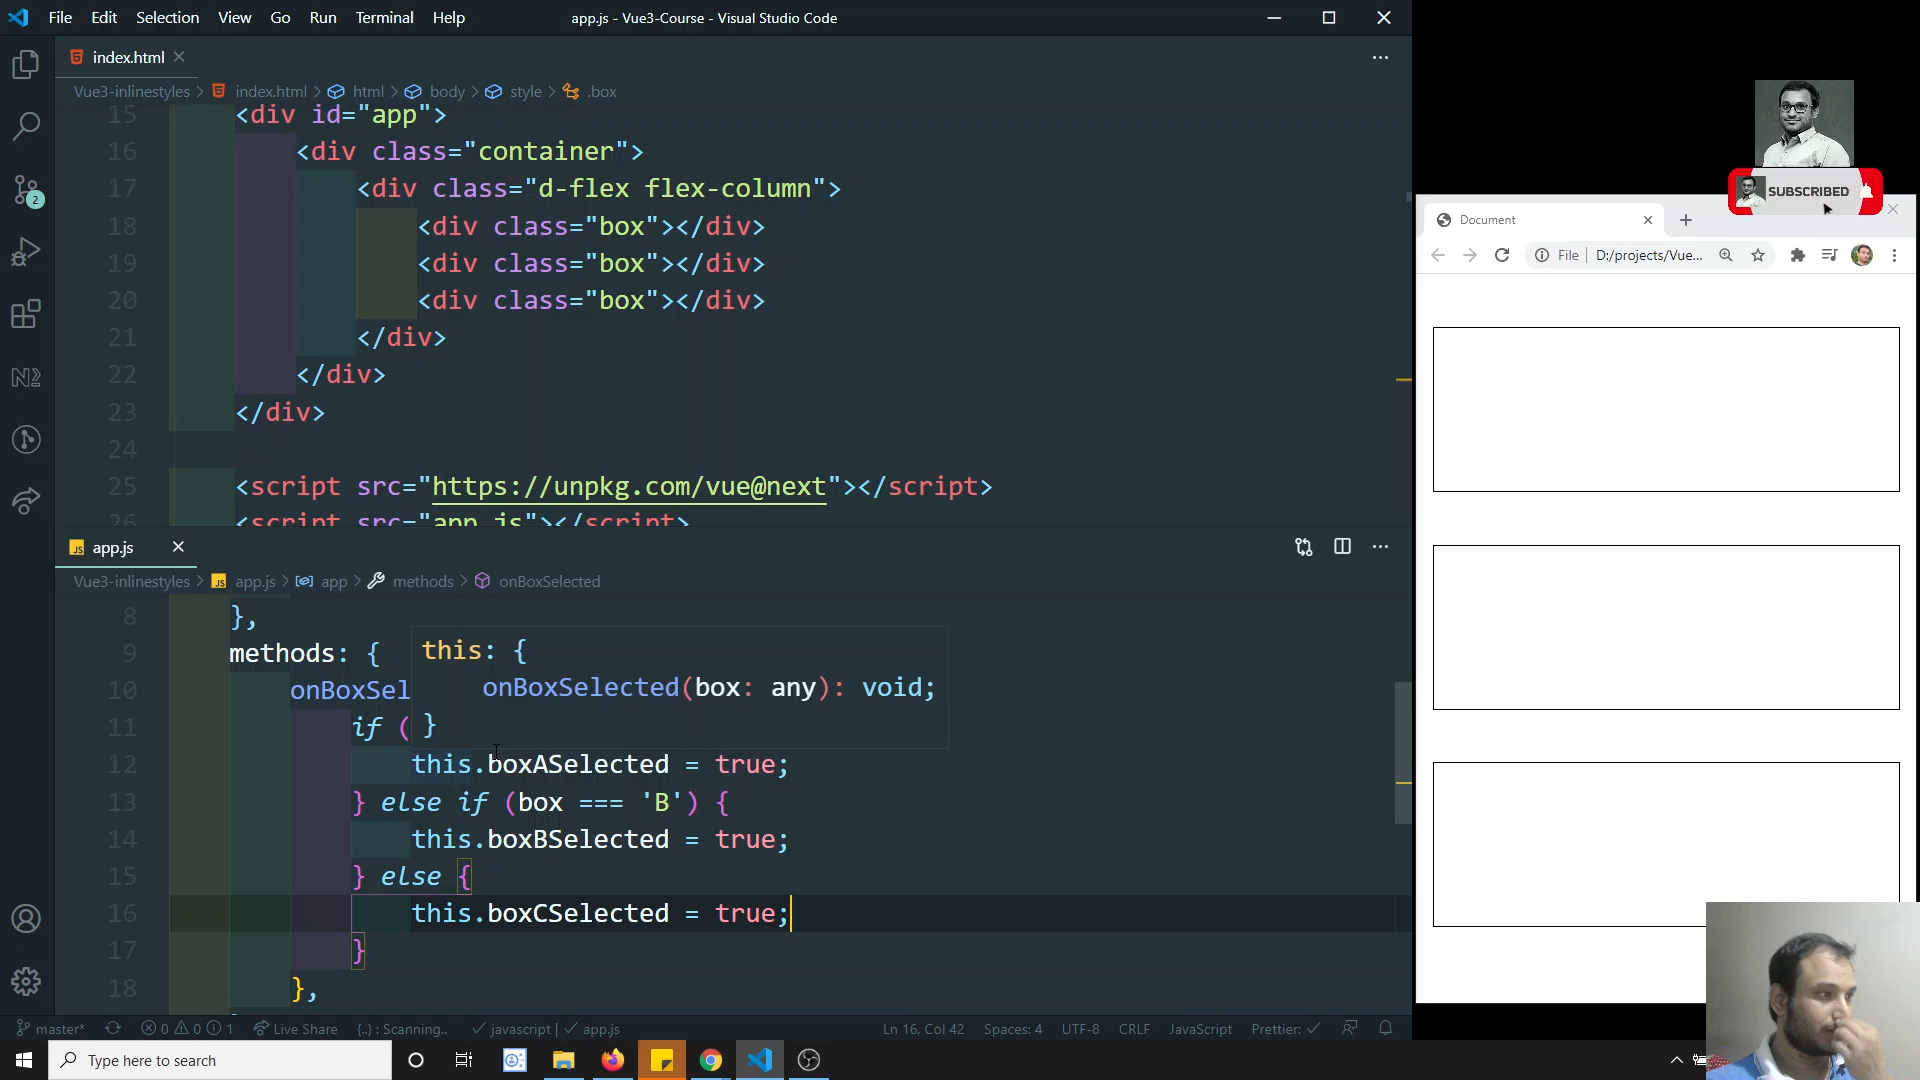 File Edit Selection View Go Run Terminal Help
app.js - Vue3-Course - Visual Studio Code
index.html
Vue3-inlinestyles > index.html > html > body > style > .box
15 <div id="app">
16 <div class="container">
17 <div class="d-flex flex-column">
18 <div class="box"></div>
19 <div class="box"></div>
20 <div class="box"></div>
21 </div>
22 </div>
23 </div>
24
25 <script src="https://unpkg.com/vue@next"></script>
26 <script src="app.js"></script>
2
app.js
Vue3-inlinestyles > app.js > app > methods > onBoxSelected
8 },
9 methods: {
10 onBoxSel
11 if (
this: {
onBoxSelected(box: any): void;
}
12 this.boxASelected = true;
13 } else if (box === 'B') {
14 this.boxBSelected = true;
15 } else {
16 this.boxCSelected = true;
17 }
18 },
master* 0 0 1 Live Share {..} : Scanning.. javascript | app.js
Ln 16, Col 42 Spaces: 4 UTF-8 CRLF JavaScript Prettier:
Type here to search
SUBSCRIBED
Document
File | D:/projects/Vue...